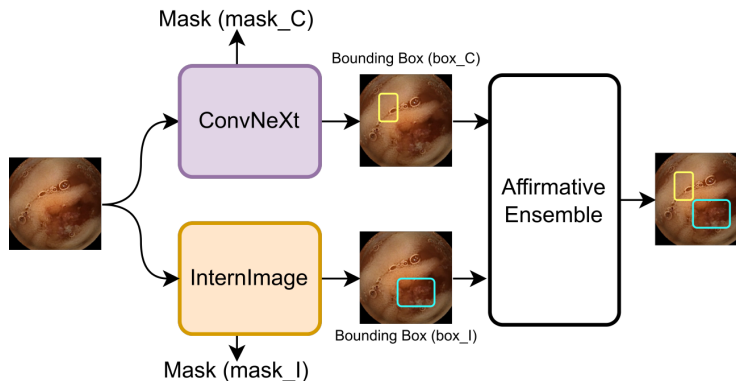 Mask (mask_C)
Bounding Box (box_C)
ConvNeXt
Affirmative
Ensemble
InternImage
Bounding Box (box_I)
Mask (mask_I)